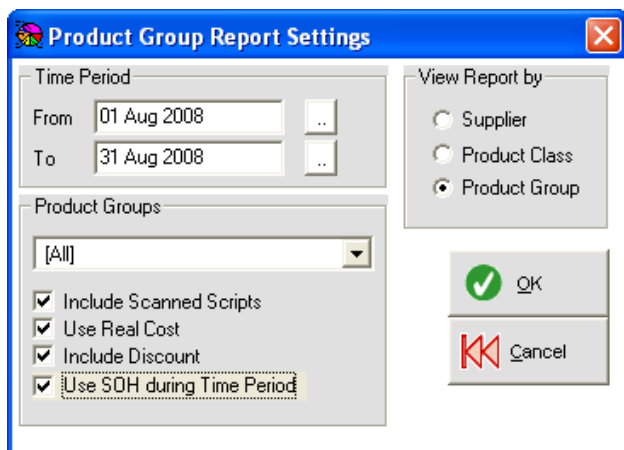 Product Group Report Settings
Time Period
From 01 Aug 2008 ..
To 31 Aug 2008 ..
View Report by
Supplier
Product Class
Product Group
Product Groups
[All]
Include Scanned Scripts
Use Real Cost
Include Discount
Use SOH during Time Period
OK
Cancel